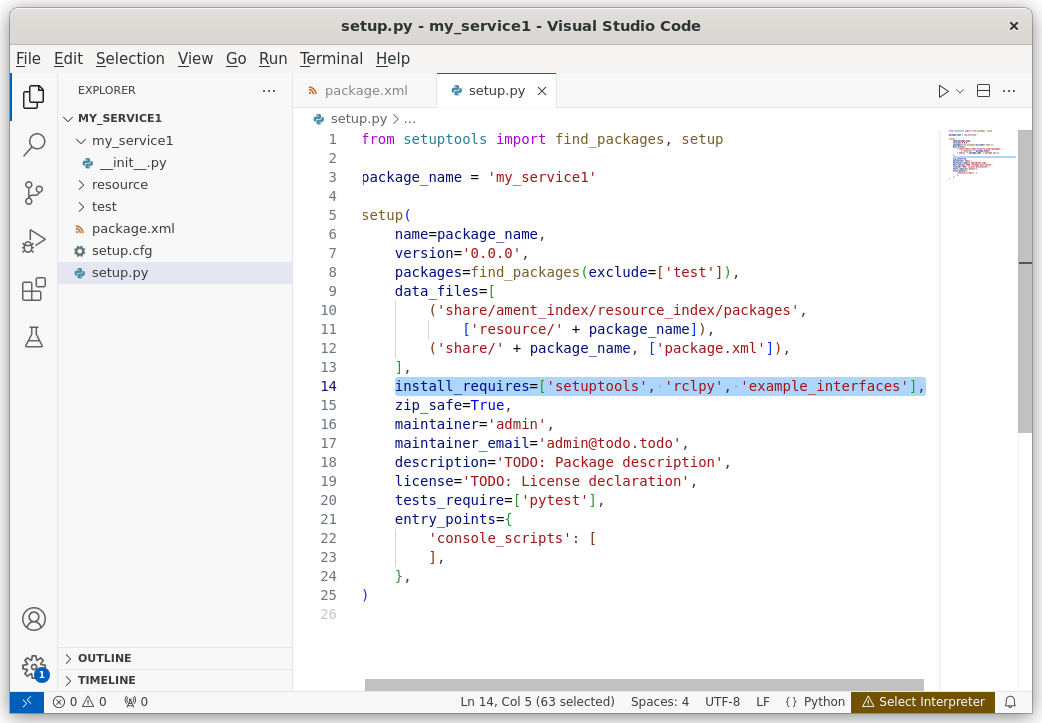 setup.py - my_service1 - Visual Studio Code
File Edit Selection View Go Run Terminal Help
EXPLORER
MY_SERVICE1
my_service1
__init__.py
resource
test
package.xml
setup.cfg
setup.py
OUTLINE
TIMELINE
package.xml setup.py
setup.py > ...
1 from setuptools import find_packages, setup
2
3 package_name = 'my_service1'
4
5 setup(
6     name=package_name,
7     version='0.0.0',
8     packages=find_packages(exclude=['test']),
9     data_files=[
10         ('share/ament_index/resource_index/packages',
11             ['resource/' + package_name]),
12         ('share/' + package_name, ['package.xml']),
13     ],
14     install_requires=['setuptools', 'rclpy', 'example_interfaces'],
15     zip_safe=True,
16     maintainer='admin',
17     maintainer_email='admin@todo.todo',
18     description='TODO: Package description',
19     license='TODO: License declaration',
20     tests_require=['pytest'],
21     entry_points={
22         'console_scripts': [
23         ],
24     },
25 )
26
1
0 0 0 Ln 14, Col 5 (63 selected) Spaces: 4 UTF-8 LF {} Python Select Interpreter